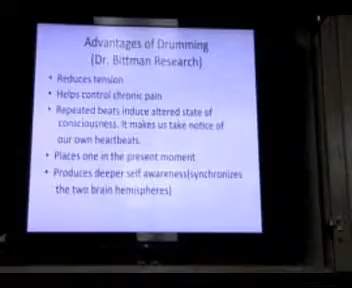 Advantages of Drumming
(Dr. Bittman Research)
• Reduces tension
• Helps control chronic pain
• Repeated beats induce altered state of
consciousness. It makes us take notice of
our own heartbeats.
• Places one in the present moment
• Produces deeper self awareness(synchronizes
the two brain hemispheres)